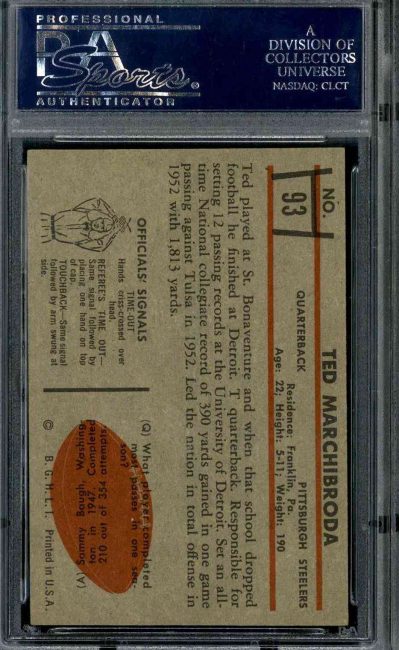 PROFESSIONAL
PSA
Sports
AUTHENTICATOR
A
DIVISION OF
COLLECTORS
UNIVERSE
NASDAQ: CLCT
NO.
93
TED MARCHIBRODA
QUARTERBACK
PITTSBURGH STEELERS
Residence: Franklin, Pa.
Age: 22; Height: 5-11; Weight: 190
Ted played at St. Bonaventure and when that school dropped
football he finished at Detroit. T quarterback. Responsible for
setting 12 passing records at the University of Detroit. Set an all-
time National collegiate record of 390 yards gained in one game
passing against Tulsa in 1952. Led the nation in total offense in
1952 with 1,813 yards.
OFFICIALS SIGNALS
TIME-OUT
Hands criss-crossed over
head.
REFEREE'S TIME OUT—
Same signal followed by
placing one hand on top
of cap.
TOUCHBACK—Same signal
followed by arm swing at
side.
(Q) What player completed
most passes in one sea-
son?
(A)
Sammy Baugh Washing-
ton in 1947. Completed
210 out of 354 attempts.
© B. G. H. L. I. Printed in U.S.A.